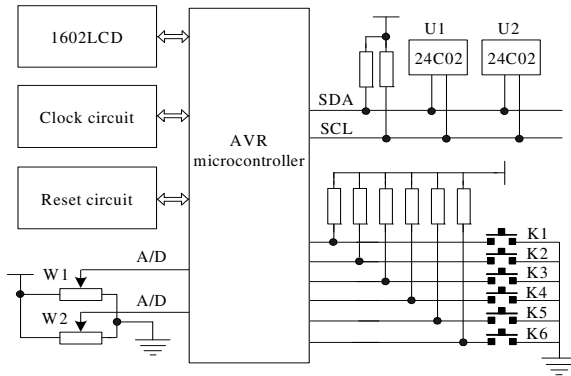 1602LCD
Clock circuit
Reset circuit
AVR
microcontroller
U1
U2
24C02
24C02
SDA
SCL
K1
K2
K3
K4
K5
K6
A/D
W1
A/D
W2